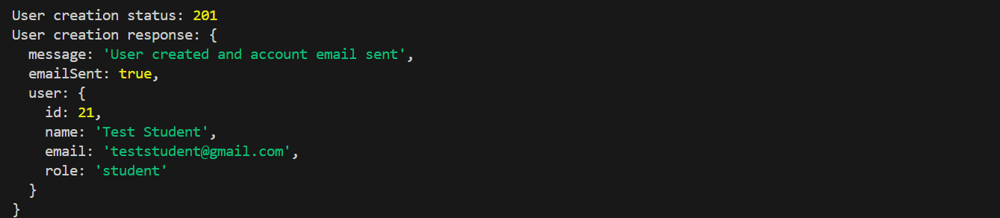 User creation status: 201
User creation response: {
  message: 'User created and account email sent',
  emailSent: true,
  user: {
    id: 21,
    name: 'Test Student',
    email: 'teststudent@gmail.com',
    role: 'student'
  }
}